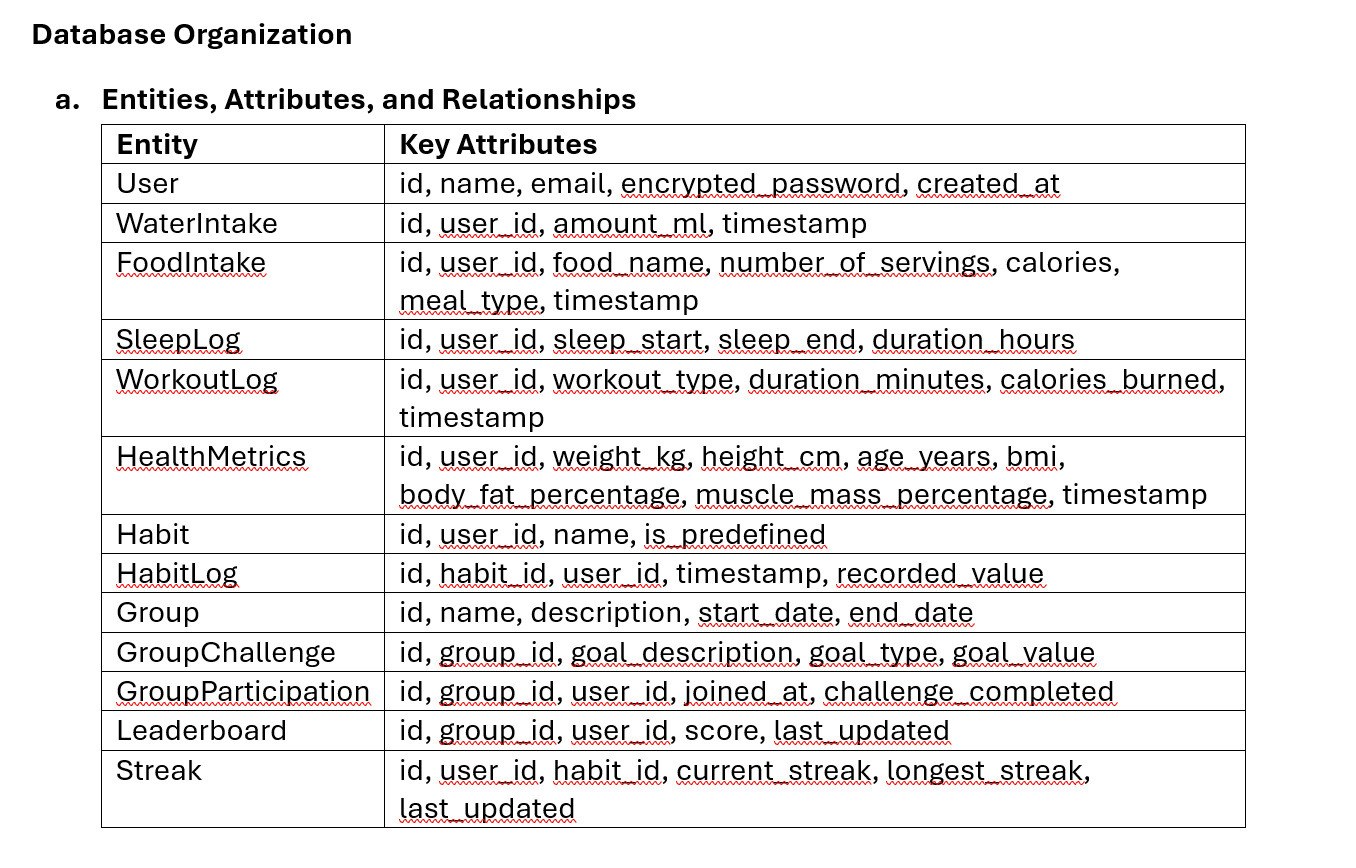 Database Organization
a. Entities, Attributes, and Relationships
Entity Key Attributes
User id, name, email, encrypted_password, created_at
WaterIntake id, user_id, amount_ml, timestamp
FoodIntake id, user_id, food_name, number_of_servings, calories,
meal_type, timestamp
SleepLog id, user_id, sleep_start, sleep_end, duration_hours
WorkoutLog id, user_id, workout_type, duration_minutes, calories_burned,
timestamp
HealthMetrics id, user_id, weight_kg, height_cm, age_years, bmi,
body_fat_percentage, muscle_mass_percentage, timestamp
Habit id, user_id, name, is_predefined
HabitLog id, habit_id, user_id, timestamp, recorded_value
Group id, name, description, start_date, end_date
GroupChallenge id, group_id, goal_description, goal_type, goal_value
GroupParticipation id, group_id, user_id, joined_at, challenge_completed
Leaderboard id, group_id, user_id, score, last_updated
Streak id, user_id, habit_id, current_streak, longest_streak,
last_updated